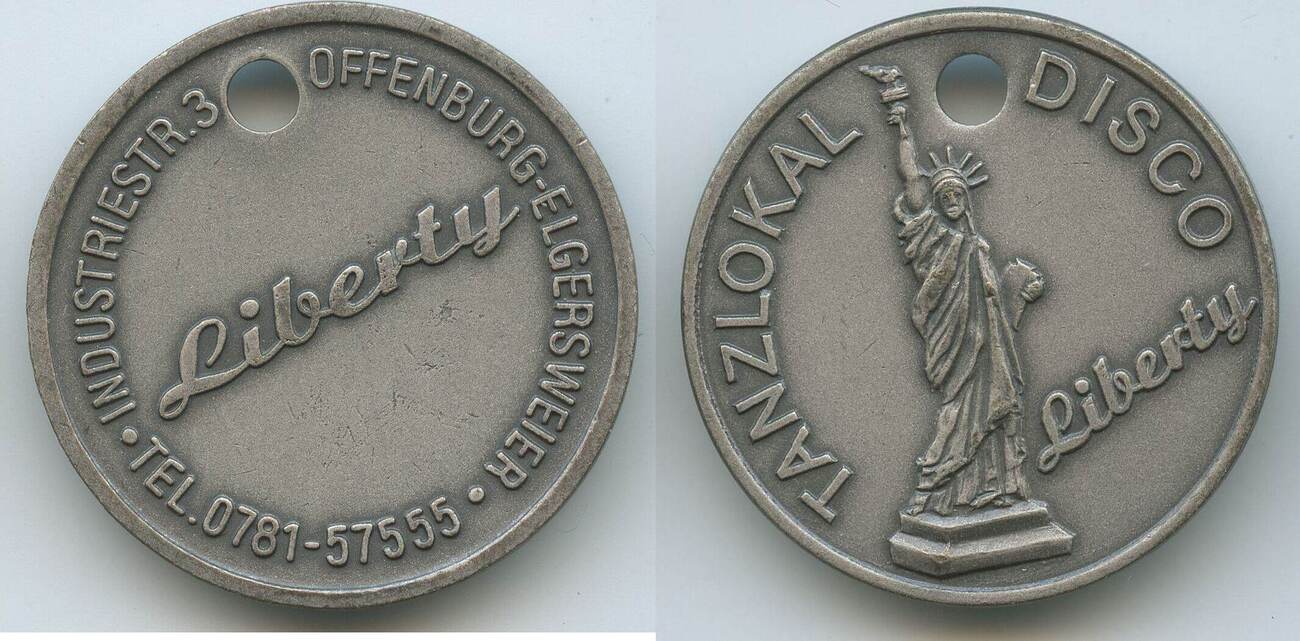 INDUSTRIESTR.3
OFFENBURG-ELGERSWEIER
• TEL. 0781-57555 •
Liberty
TANZLOKAL
DISCO
Liberty